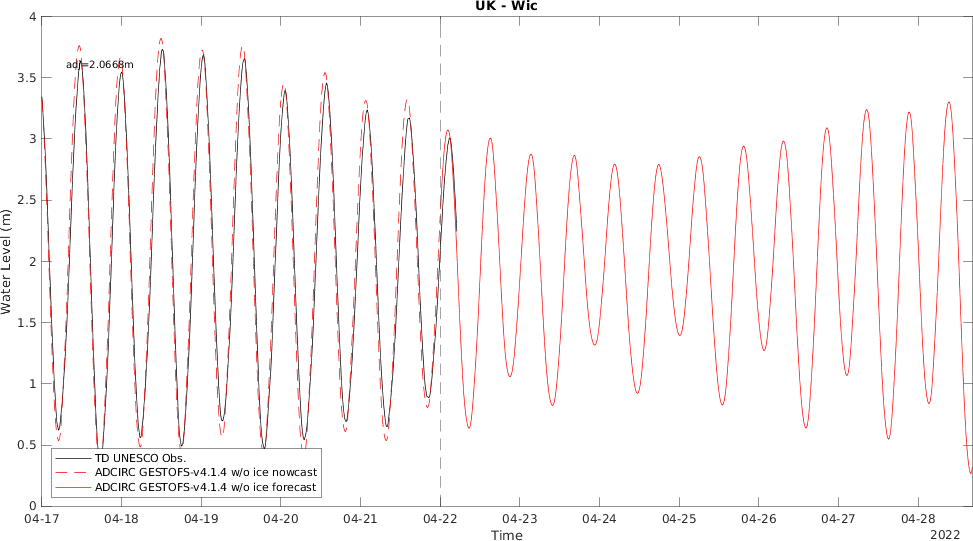 UK - Wic
4
adj=2.0668m
3.5
3
2.5
2
1.5
1
0.5
0
Water Level (m)
TD UNESCO Obs.
ADCIRC GESTOFS-v4.1.4 w/o ice nowcast
ADCIRC GESTOFS-v4.1.4 w/o ice forecast
04-17 04-18 04-19 04-20 04-21 04-22 04-23 04-24 04-25 04-26 04-27 04-28
Time
2022